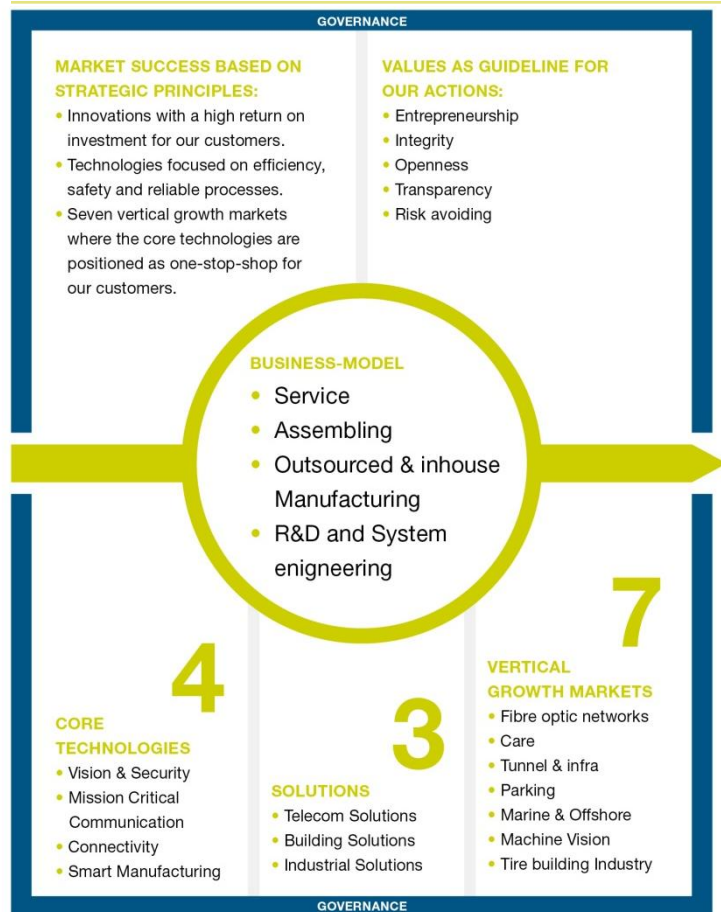 GOVERNANCE
MARKET SUCCESS BASED ON
STRATEGIC PRINCIPLES:
• Innovations with a high return on
investment for our customers.
• Technologies focused on efficiency,
safety and reliable processes.
• Seven vertical growth markets
where the core technologies are
positioned as one-stop-shop for
our customers.
VALUES AS GUIDELINE FOR
OUR ACTIONS:
• Entrepreneurship
• Integrity
• Openness
• Transparency
• Risk avoiding
BUSINESS-MODEL
• Service
• Assembling
• Outsourced & inhouse
Manufacturing
• R&D and System
enigneering
4
CORE
TECHNOLOGIES
• Vision & Security
• Mission Critical
Communication
• Connectivity
• Smart Manufacturing
3
SOLUTIONS
• Telecom Solutions
• Building Solutions
• Industrial Solutions
7
VERTICAL
GROWTH MARKETS
• Fibre optic networks
• Care
• Tunnel & infra
• Parking
• Marine & Offshore
• Machine Vision
• Tire building Industry
GOVERNANCE